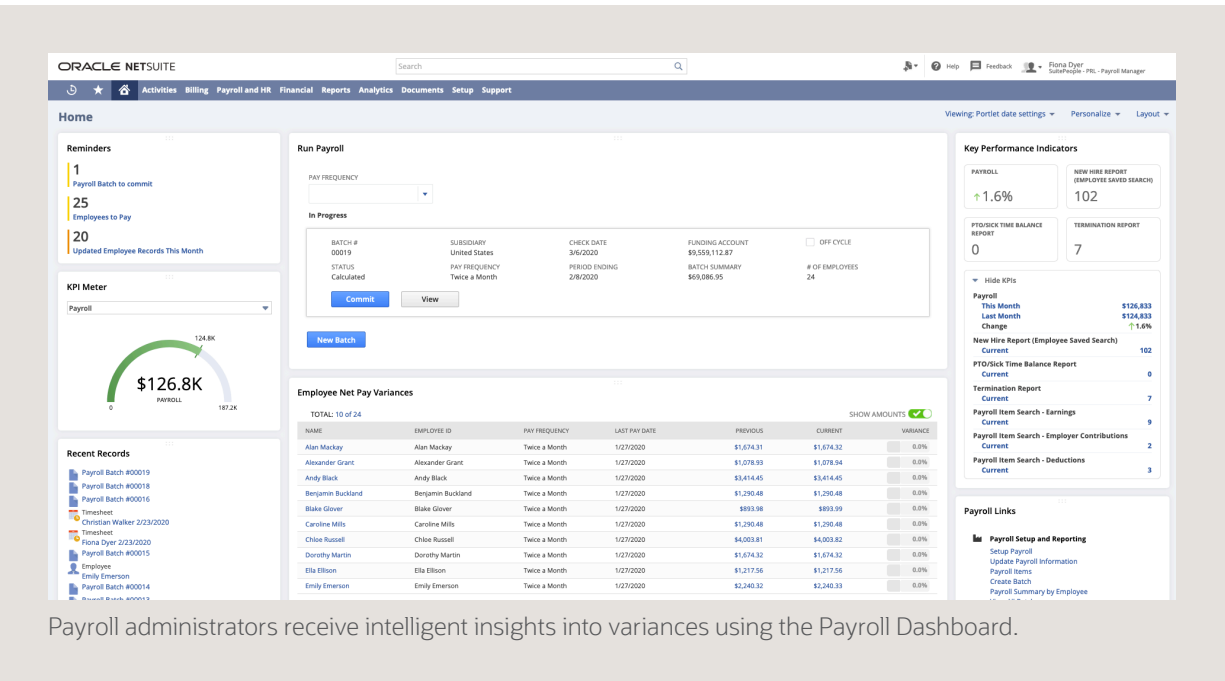 ORACLE NETSUITE
Search
Help
Feedback
Fiona Dyer
SuitePeople - PRL - Payroll Manager
Activities Billing Payroll and HR Financial Reports Analytics Documents Setup Support
Home
Viewing: Portlet date settings
Personalize
Layout
Reminders
1
Payroll Batch to commit
25
Employees to Pay
20
Updated Employee Records This Month
KPI Meter
Payroll
124.8K
$126.8K
PAYROLL
0
187.2K
Recent Records
Payroll Batch #00019
Payroll Batch #00018
Payroll Batch #00016
Timesheet
Christian Walker 2/23/2020
Timesheet
Fiona Dyer 2/23/2020
Payroll Batch #00015
Employee
Emily Emerson
Payroll Batch #00014
Payroll Batch #00013
Run Payroll
PAY FREQUENCY
In Progress
BATCH # SUBSIDIARY CHECK DATE FUNDING ACCOUNT OFF CYCLE
00019 United States 3/6/2020 $9,559,112.87
STATUS PAY FREQUENCY PERIOD ENDING BATCH SUMMARY # OF EMPLOYEES
Calculated Twice a Month 2/8/2020 $69,086.95 24
Commit View
New Batch
Employee Net Pay Variances
TOTAL: 10 of 24
SHOW AMOUNTS
NAME EMPLOYEE ID PAY FREQUENCY LAST PAY DATE PREVIOUS CURRENT VARIANCE
Alan Mackay Alan Mackay Twice a Month 1/27/2020 $1,674.31 $1,674.32 0.0%
Alexander Grant Alexander Grant Twice a Month 1/27/2020 $1,078.93 $1,078.94 0.0%
Andy Black Andy Black Twice a Month 1/27/2020 $3,414.45 $3,414.45 0.0%
Benjamin Buckland Benjamin Buckland Twice a Month 1/27/2020 $1,290.48 $1,290.48 0.0%
Blake Glover Blake Glover Twice a Month 1/27/2020 $893.98 $893.99 0.0%
Caroline Mills Caroline Mills Twice a Month 1/27/2020 $1,290.48 $1,290.48 0.0%
Chloe Russell Chloe Russell Twice a Month 1/27/2020 $4,003.81 $4,003.82 0.0%
Dorothy Martin Dorothy Martin Twice a Month 1/27/2020 $1,674.32 $1,674.32 0.0%
Ella Ellison Ella Ellison Twice a Month 1/27/2020 $1,217.56 $1,217.56 0.0%
Emily Emerson Emily Emerson Twice a Month 1/27/2020 $2,240.32 $2,240.33 0.0%
Key Performance Indicators
PAYROLL
↑1.6%
NEW HIRE REPORT
(EMPLOYEE SAVED SEARCH)
102
PTO/SICK TIME BALANCE
REPORT
0
TERMINATION REPORT
7
Hide KPIs
Payroll
This Month $126,833
Last Month $124,833
Change ↑1.6%
New Hire Report (Employee Saved Search)
Current 102
PTO/Sick Time Balance Report
Current 0
Termination Report
Current 7
Payroll Item Search - Earnings
Current 9
Payroll Item Search - Employer Contributions
Current 2
Payroll Item Search - Deductions
Current 3
Payroll Links
Payroll Setup and Reporting
Setup Payroll
Update Payroll Information
Payroll Items
Create Batch
Payroll Summary by Employee
Payroll administrators receive intelligent insights into variances using the Payroll Dashboard.